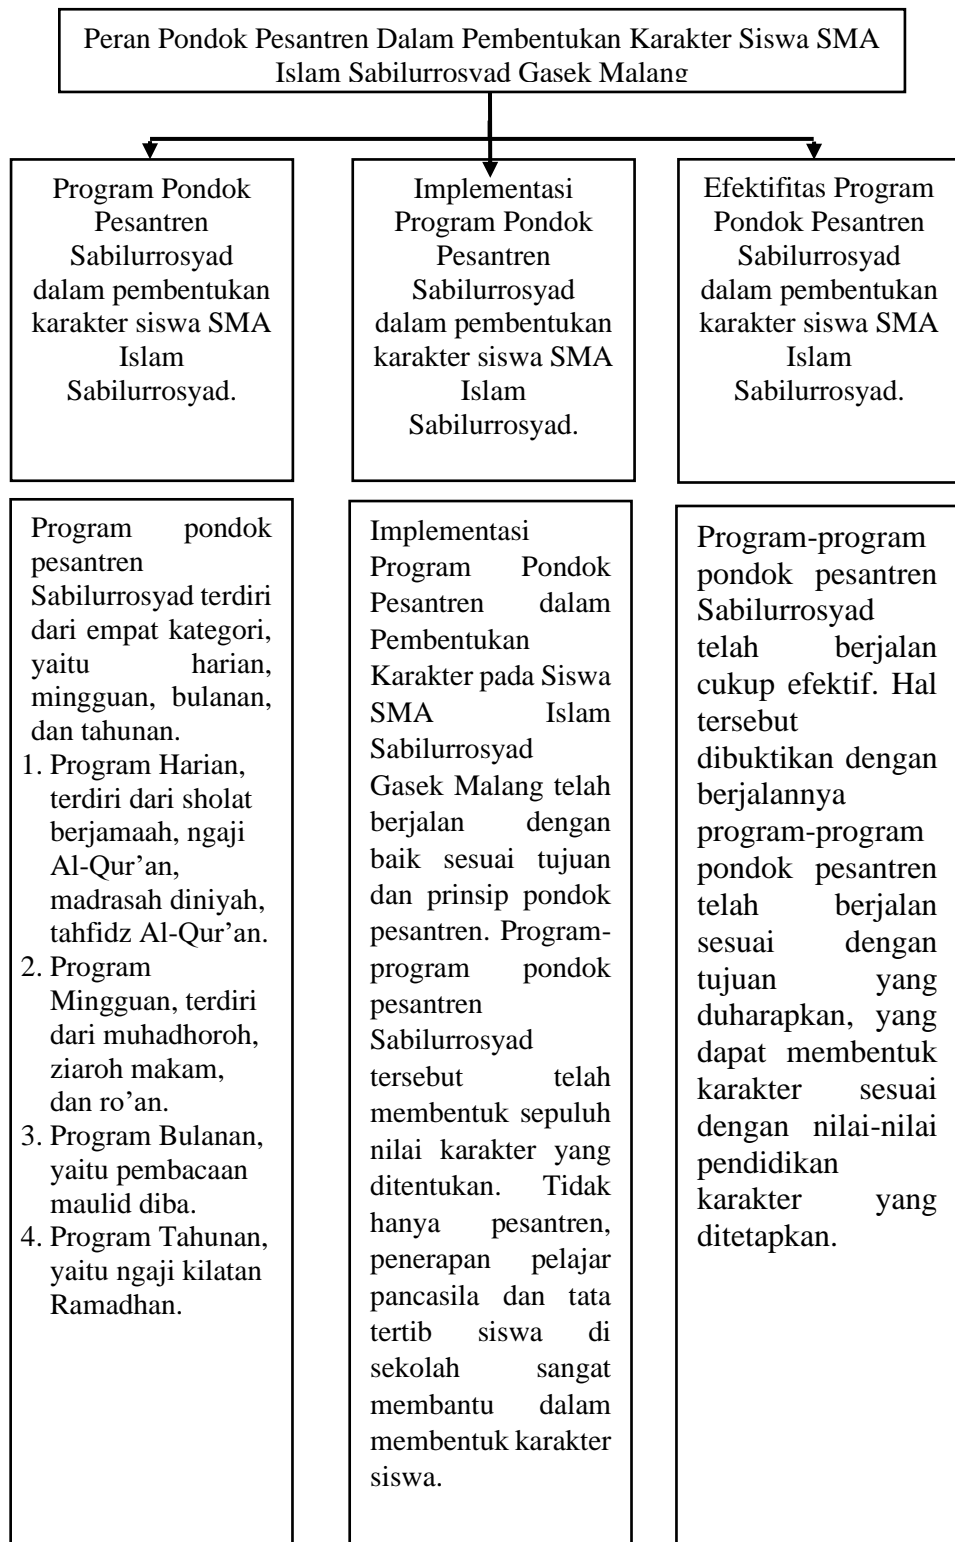 Peran Pondok Pesantren Dalam Pembentukan Karakter Siswa SMA
Islam Sabilurrosyad Gasek Malang
Program Pondok
Pesantren
Sabilurrosyad
dalam pembentukan
karakter siswa SMA
Islam
Sabilurrosyad.
Implementasi
Program Pondok
Pesantren
Sabilurrosyad
dalam pembentukan
karakter siswa SMA
Islam
Sabilurrosyad.
Efektifitas Program
Pondok Pesantren
Sabilurrosyad
dalam pembentukan
karakter siswa SMA
Islam
Sabilurrosyad.
Program pondok
pesantren
Sabilurrosyad terdiri
dari empat kategori,
yaitu harian,
mingguan, bulanan,
dan tahunan.
1. Program Harian,
terdiri dari sholat
berjamaah, ngaji
Al-Qur’an,
madrasah diniyah,
tahfidz Al-Qur’an.
2. Program
Mingguan, terdiri
dari muhadhoroh,
ziaroh makam,
dan ro’an.
3. Program Bulanan,
yaitu pembacaan
maulid diba.
4. Program Tahunan,
yaitu ngaji kilatan
Ramadhan.
Implementasi
Program Pondok
Pesantren dalam
Pembentukan
Karakter pada Siswa
SMA Islam
Sabilurrosyad
Gasek Malang telah
berjalan dengan
baik sesuai tujuan
dan prinsip pondok
pesantren. Program-
program pondok
pesantren
Sabilurrosyad
tersebut telah
membentuk sepuluh
nilai karakter yang
ditentukan. Tidak
hanya pesantren,
penerapan pelajar
pancasila dan tata
tertib siswa di
sekolah sangat
membantu dalam
membentuk karakter
siswa.
Program-program
pondok pesantren
Sabilurrosyad
telah berjalan
cukup efektif. Hal
tersebut
dibuktikan dengan
berjalannya
program-program
pondok pesantren
telah berjalan
sesuai dengan
tujuan yang
duharapkan, yang
dapat membentuk
karakter sesuai
dengan nilai-nilai
pendidikan
karakter yang
ditetapkan.